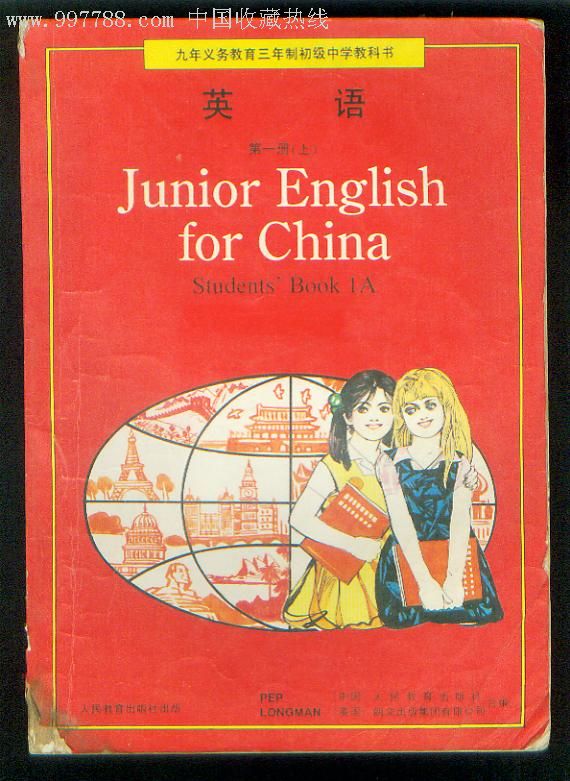 www.997788.com 中国收藏热线
九年义务教育三年制初级中学教科书
英 语
第一册(上)
Junior English
for China
Students' Book 1A
人民教育出版社出版
PEP
LONGMAN
中国 人民教育出版社
英国 朗文出版集团有限公司
合编